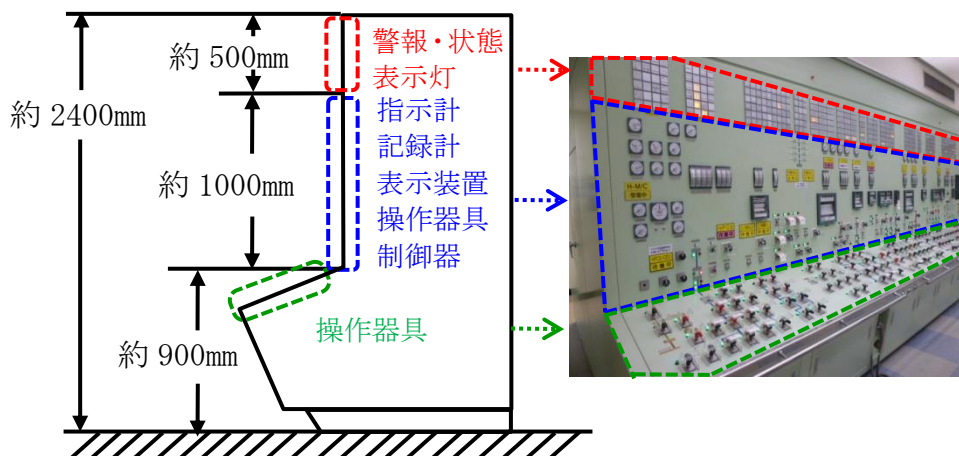 約 500mm
約 2400mm
約 1000mm
約 900mm
警報・状態
表示灯
指示計
記録計
表示装置
操作器具
制御器
操作器具
H-M/C